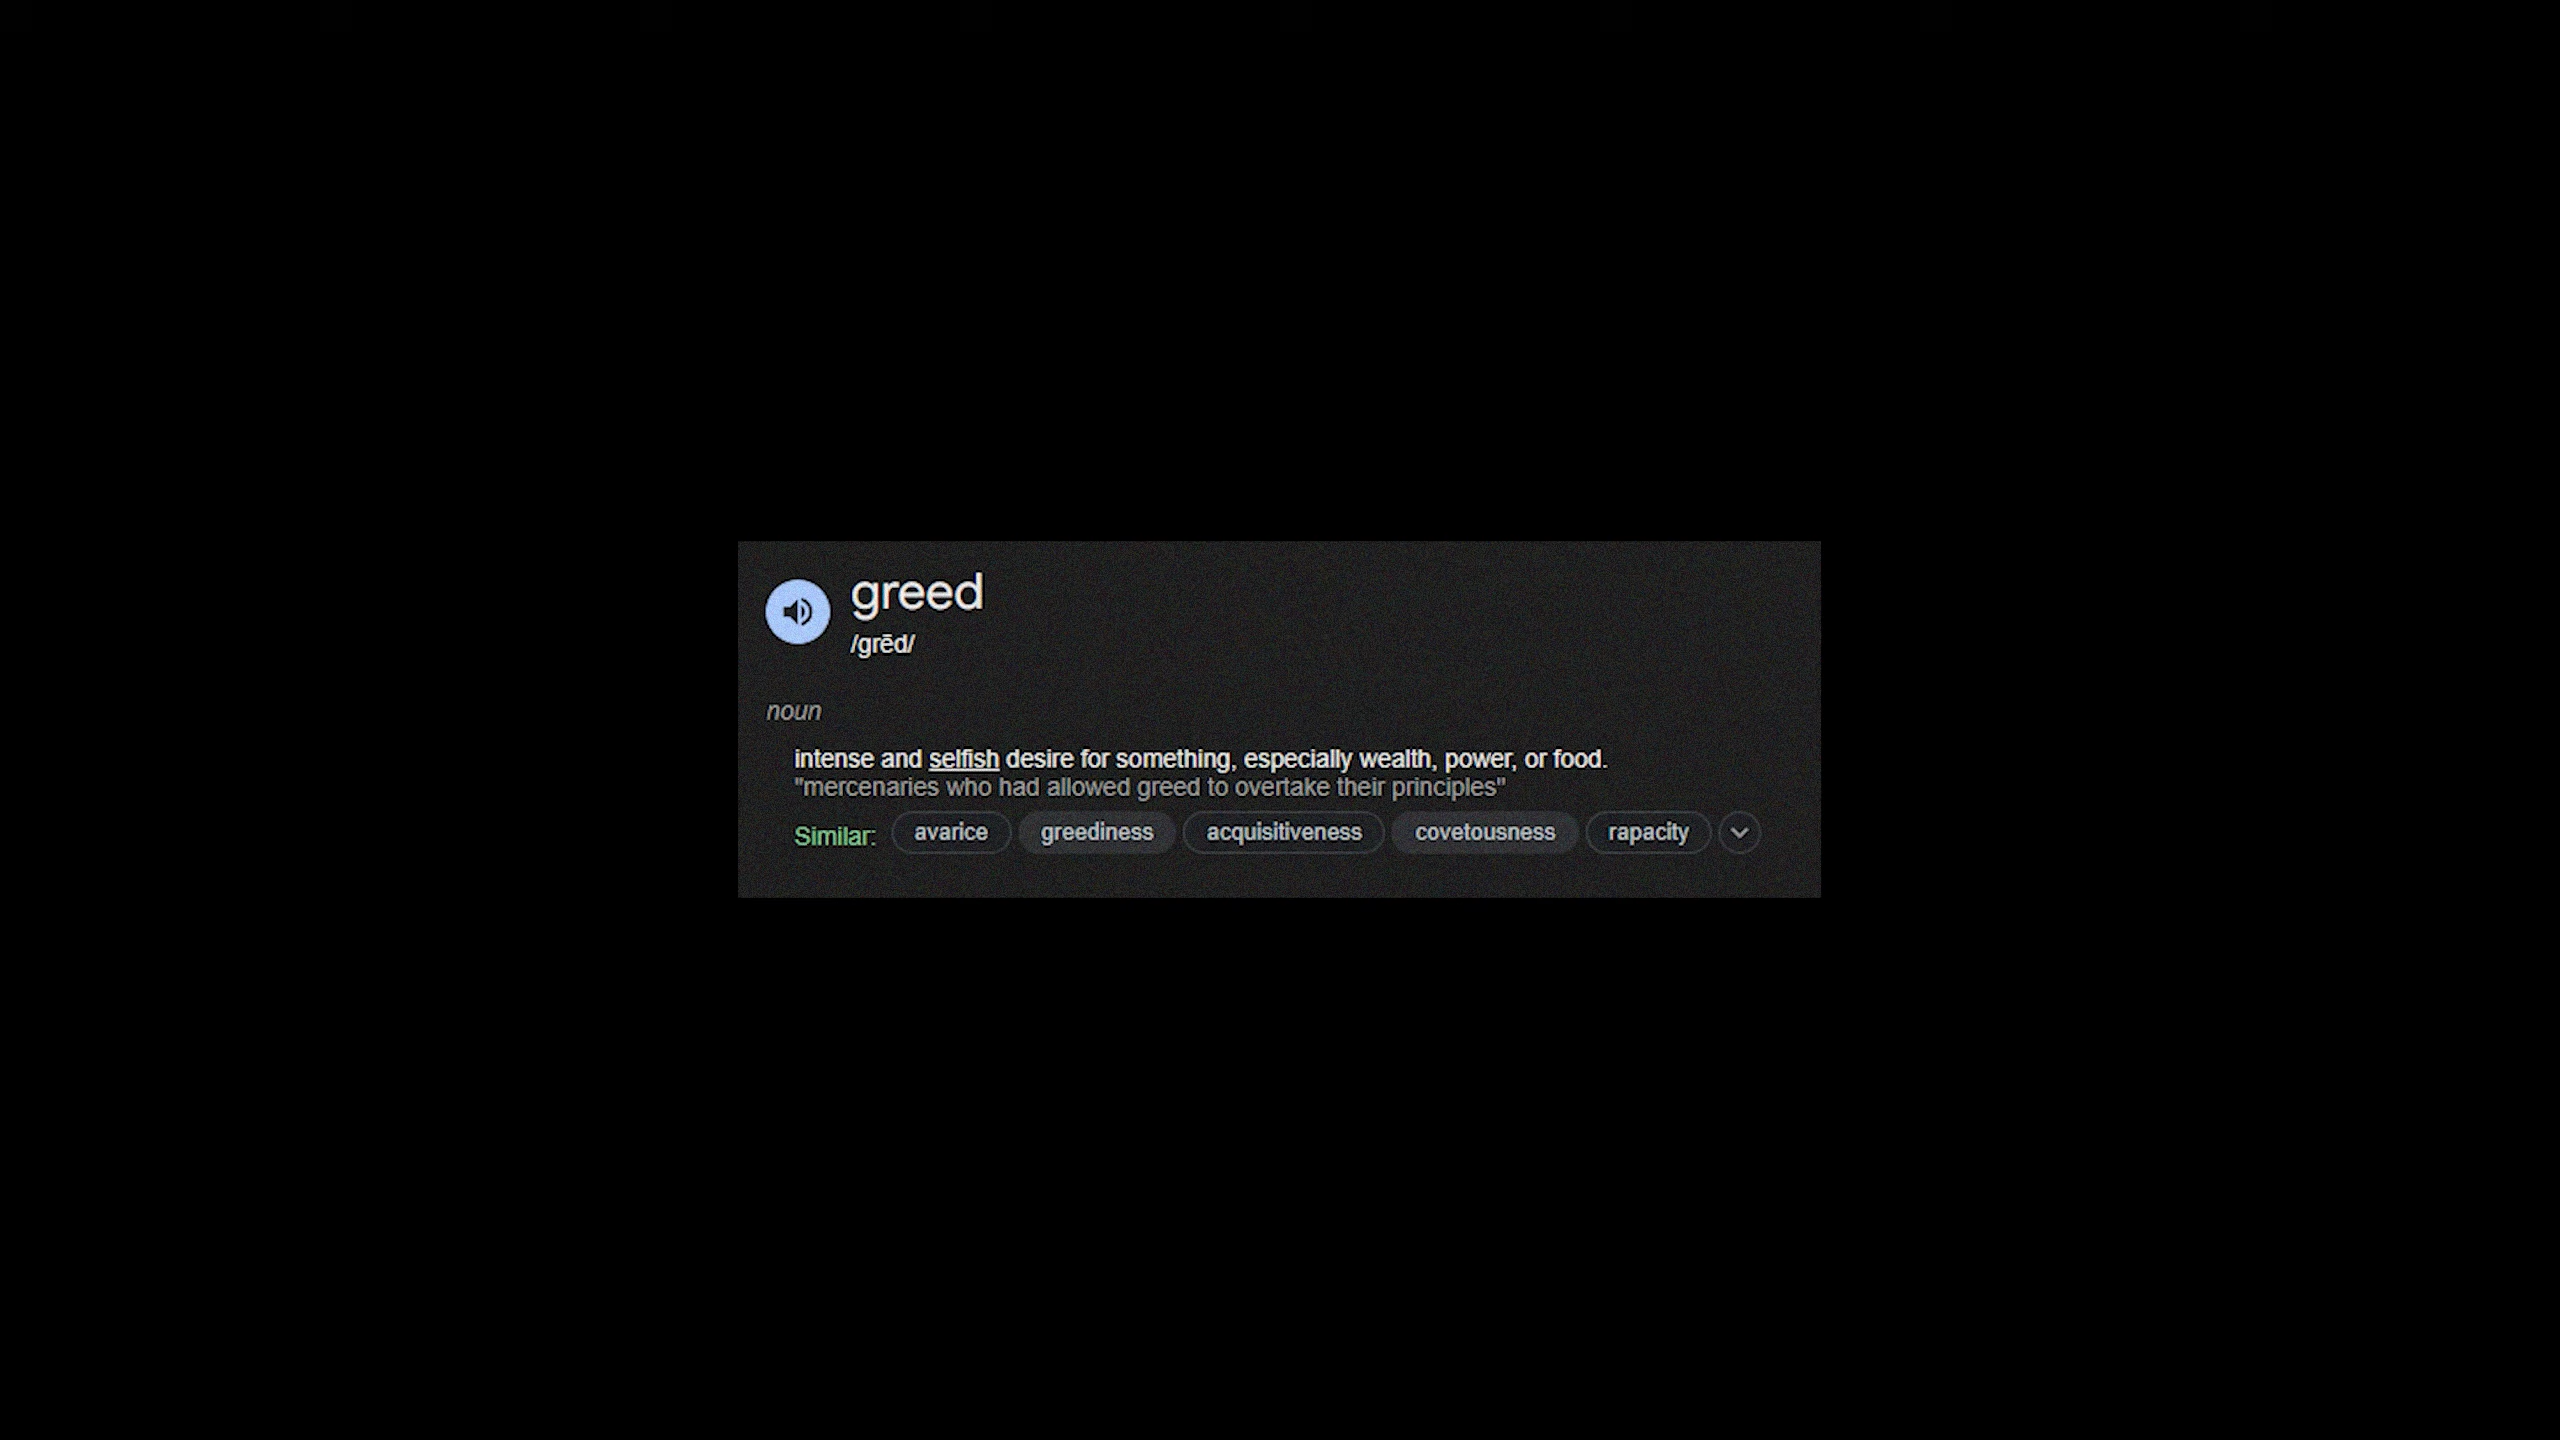 greed
/grēd/
noun
intense and selfish desire for something, especially wealth, power, or food.
"mercenaries who had allowed greed to overtake their principles"
Similar: avarice greediness acquisitiveness covetousness rapacity